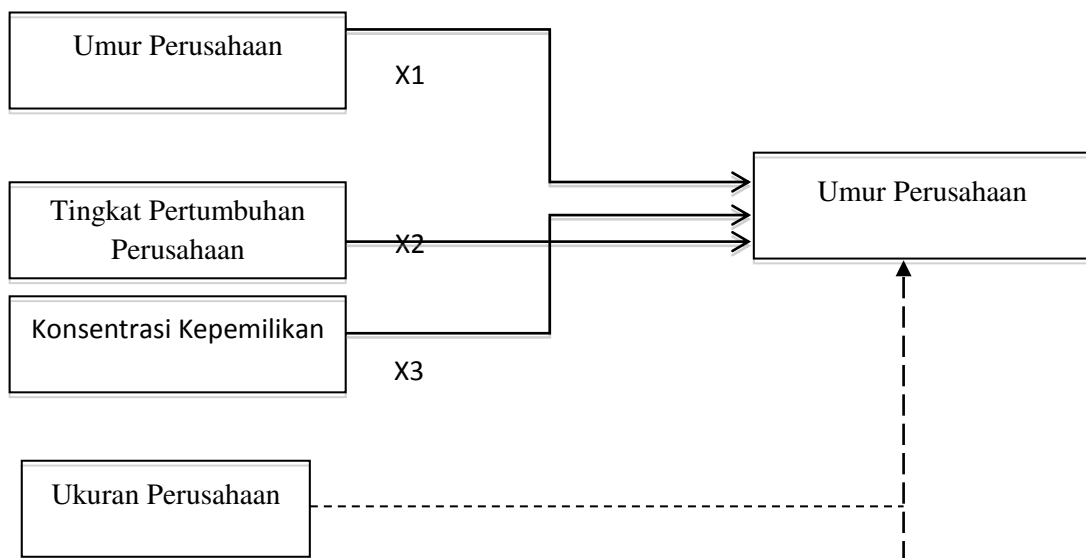 Umur Perusahaan
X1
Tingkat Pertumbuhan
Perusahaan
X2
Konsentrasi Kepemilikan
X3
Ukuran Perusahaan
Umur Perusahaan